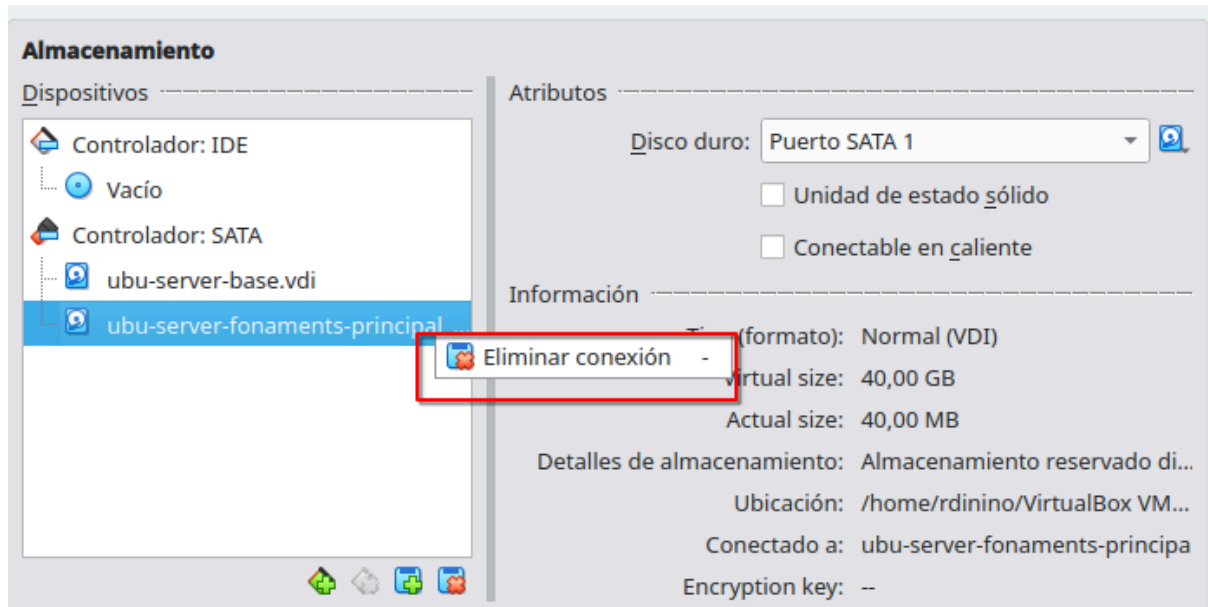 Almacenamiento
Dispositivos
Controlador: IDE
Vacío
Controlador: SATA
ubu-server-base.vdi
ubu-server-fonaments-principal ...
Eliminar conexión -
Atributos
Disco duro: Puerto SATA 1
Unidad de estado sólido
Conectable en caliente
Información
(formato): Normal (VDI)
Virtual size: 40,00 GB
Actual size: 40,00 MB
Detalles de almacenamiento: Almacenamiento reservado di...
Ubicación: /home/rdinino/VirtualBox VM...
Conectado a: ubu-server-fonaments-principa
Encryption key: --